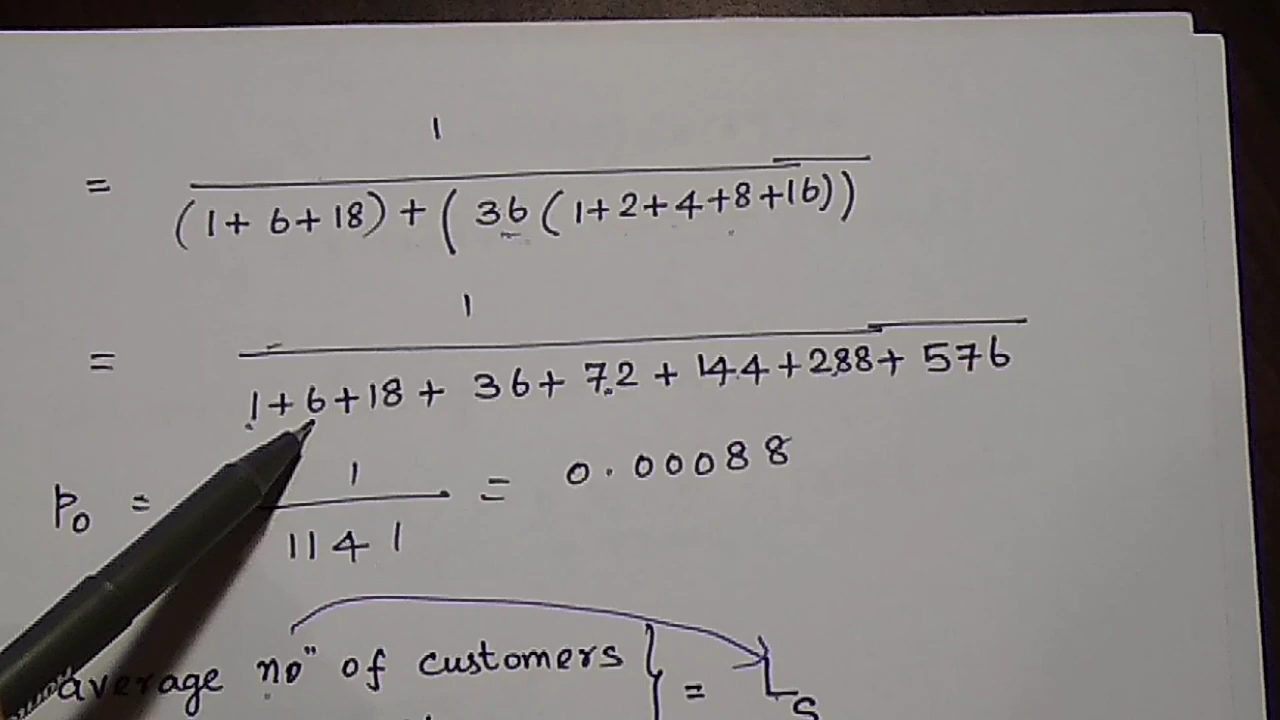 1
= (1 + 6 + 18) + ( 36 ( 1 + 2 + 4 + 8 + 16))
1
= 1 + 6 + 18 + 36 + 72 + 144 + 288 + 576
1
P0 = = 0.00088
1141
average no" of customers } = LS